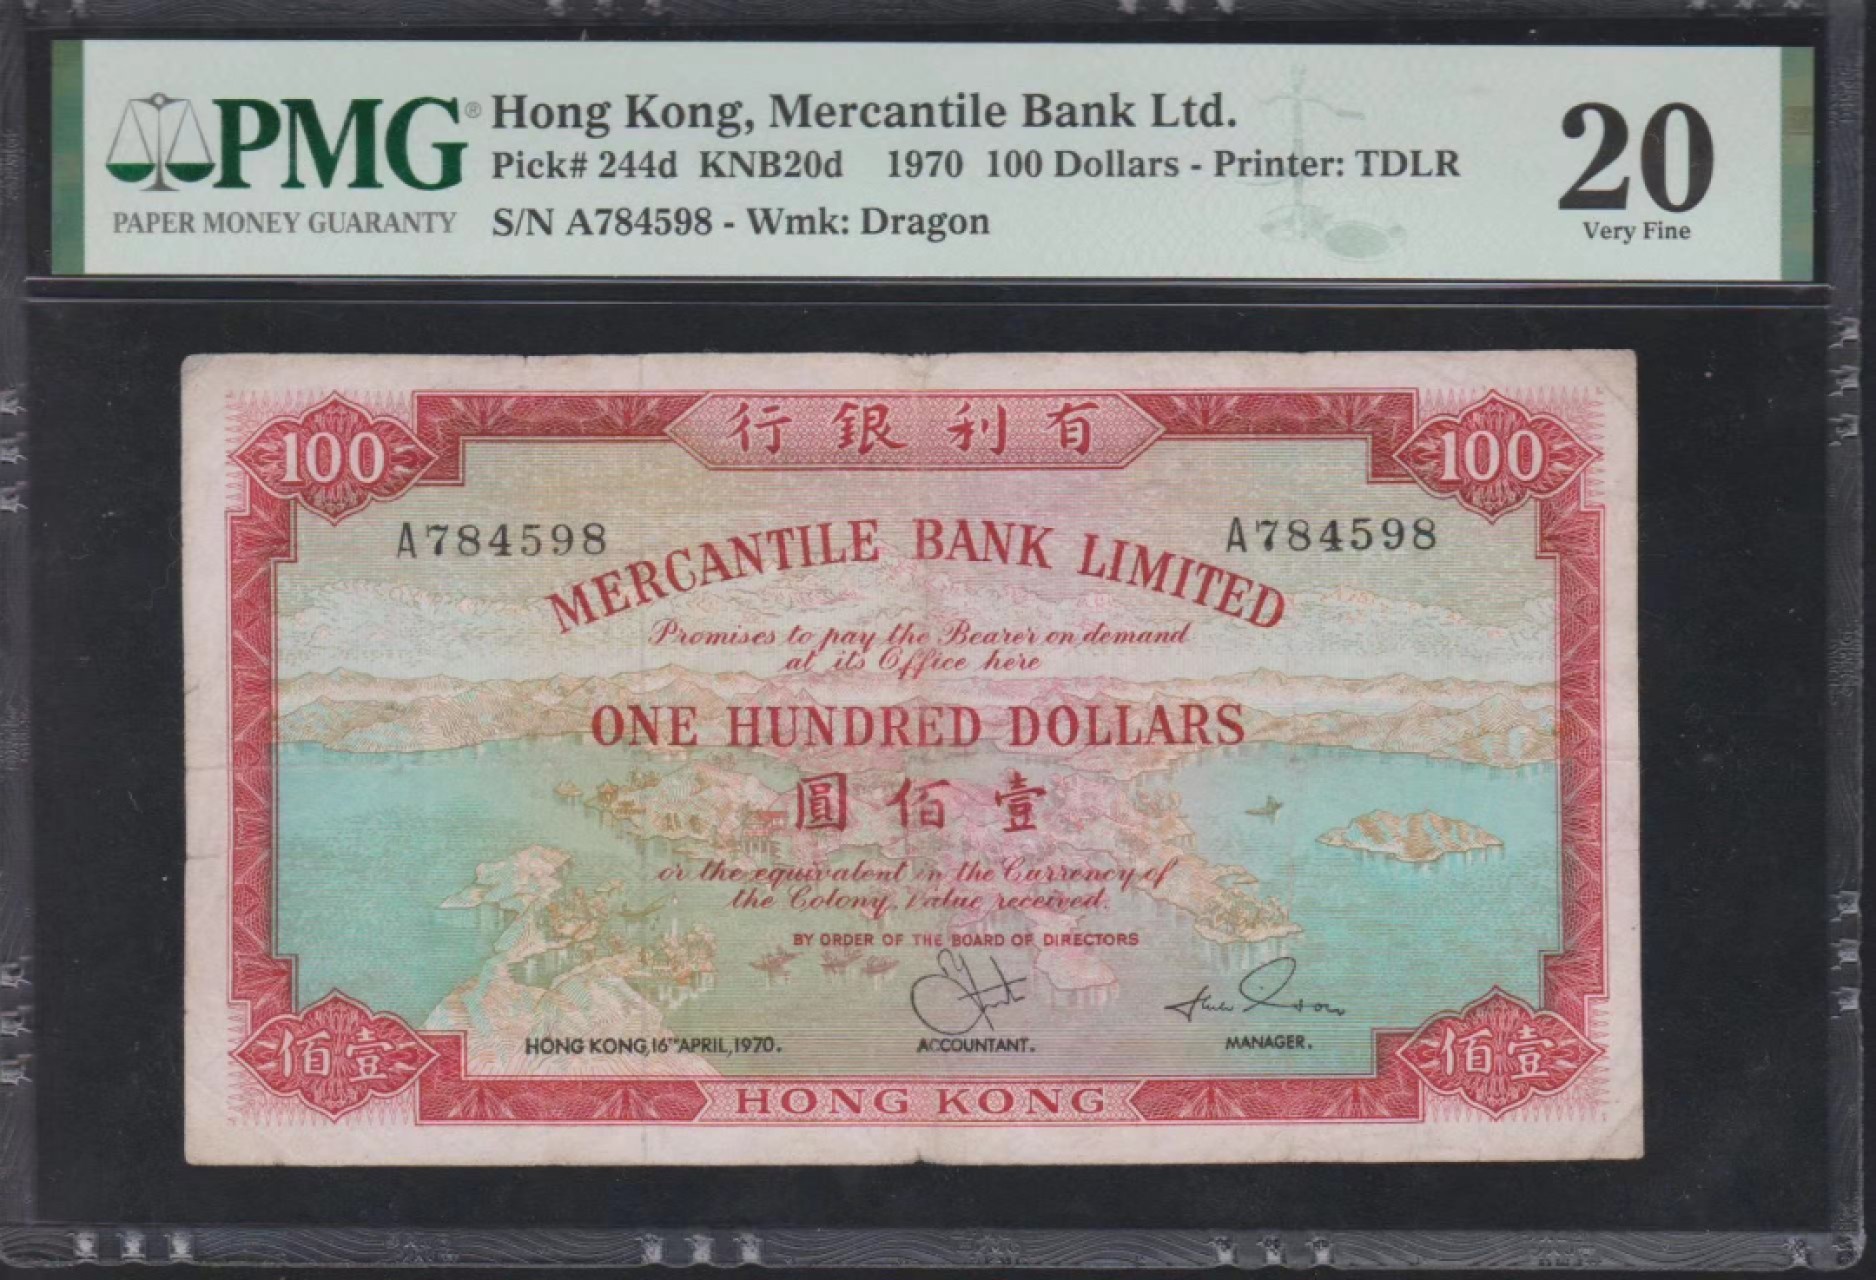 PMG®
PAPER MONEY GUARANTY
Hong Kong, Mercantile Bank Ltd.
Pick# 244d KNB20d 1970 100 Dollars - Printer: TDLR
S/N A784598 - Wmk: Dragon
20
Very Fine
行銀利有
100
100
A784598
A784598
MERCANTILE BANK LIMITED
Promises to pay the Bearer on demand
at its Office here
ONE HUNDRED DOLLARS
圓佰壹
or the equivalent in the Currency of
the Colony, Value received.
BY ORDER OF THE BOARD OF DIRECTORS
HONG KONG, 16TH APRIL, 1970.
ACCOUNTANT.
MANAGER.
佰壹
佰壹
HONG KONG